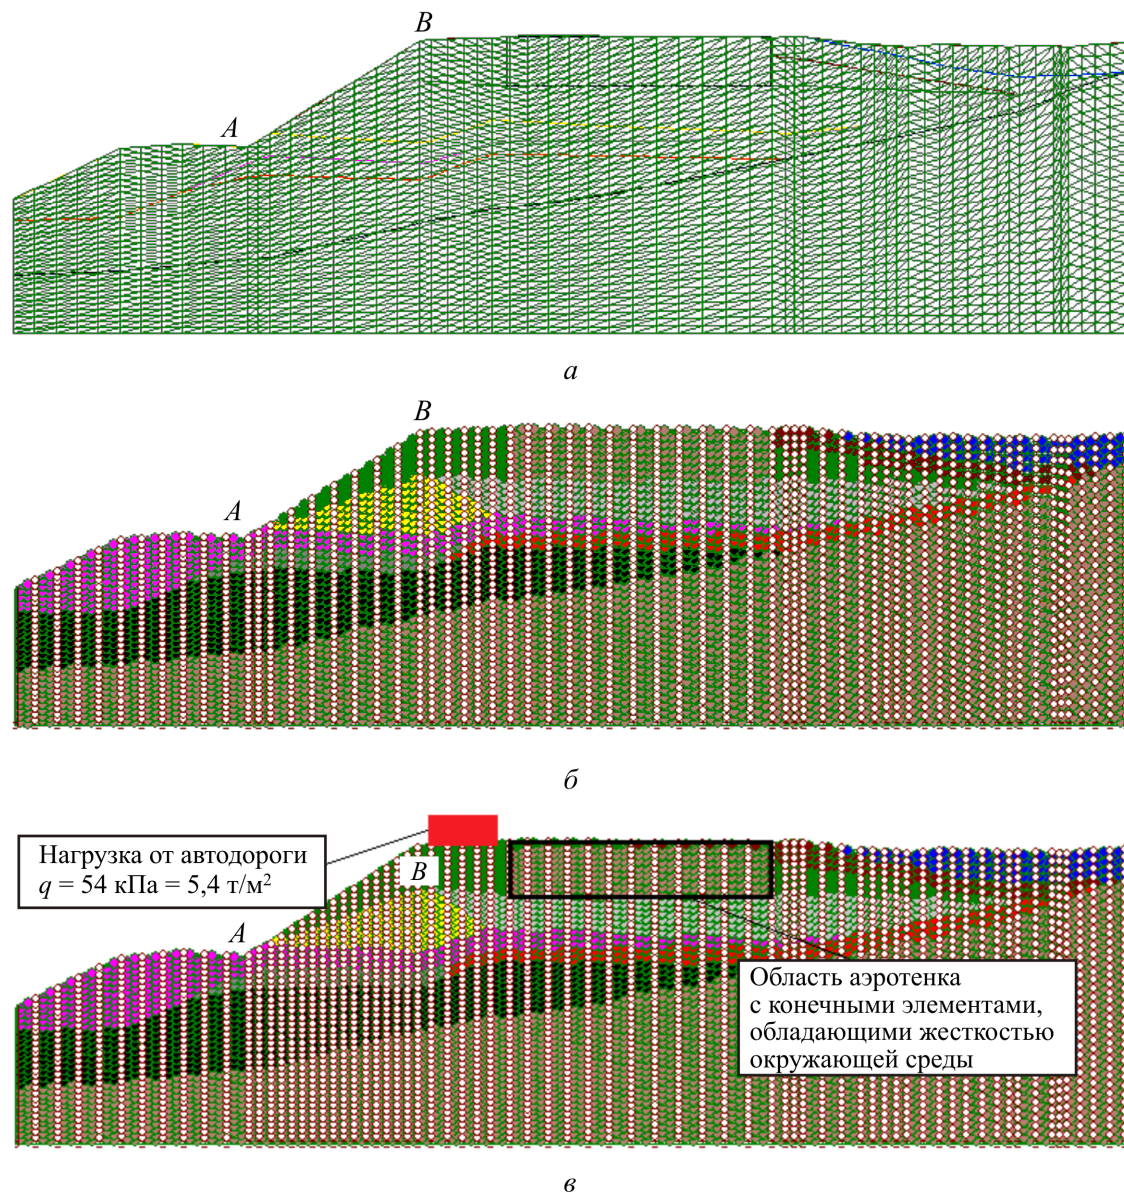 B
A
а
B
A
б
Нагрузка от автодороги
q = 54 кПа = 5,4 т/м²
B
A
Область аэротенка
с конечными элементами,
обладающими жесткостью
окружающей среды
в